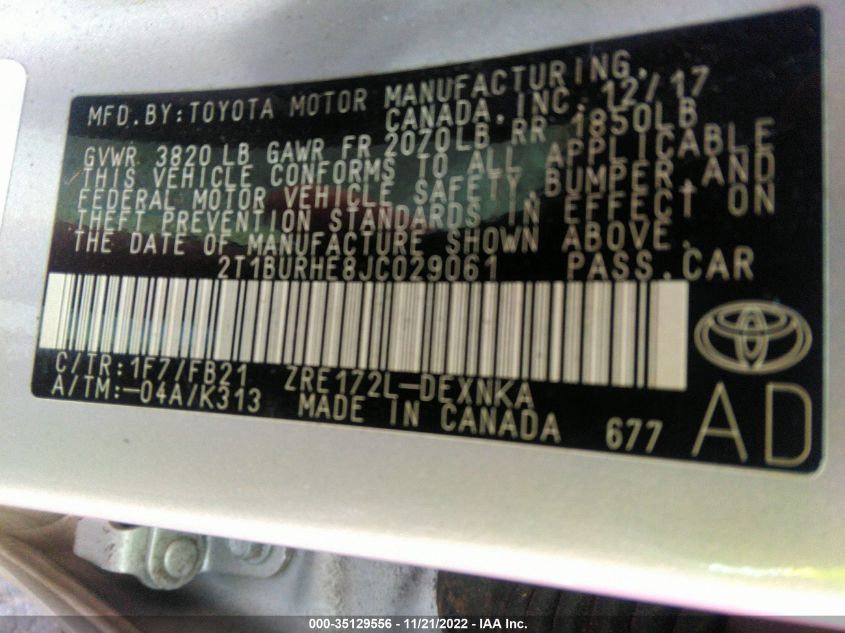 MFD. BY: TOYOTA MOTOR MANUFACTURING,
CANADA, INC. 12/17
GVWR 3820 LB GAWR FR 2070LB RR 1850LB
THIS VEHICLE CONFORMS TO ALL APPLICABLE
FEDERAL MOTOR VEHICLE SAFETY, BUMPER, AND
THEFT PREVENTION STANDARDS IN EFFECT ON
THE DATE OF MANUFACTURE SHOWN ABOVE.
2T1BURHE8JC029061 PASS. CAR
C/TR: 1F7/FB21 ZRE172L-DEXNKA
A/TM: -04A/K313 MADE IN CANADA 677 AD
000-35129556 - 11/21/2022 - IAA Inc.